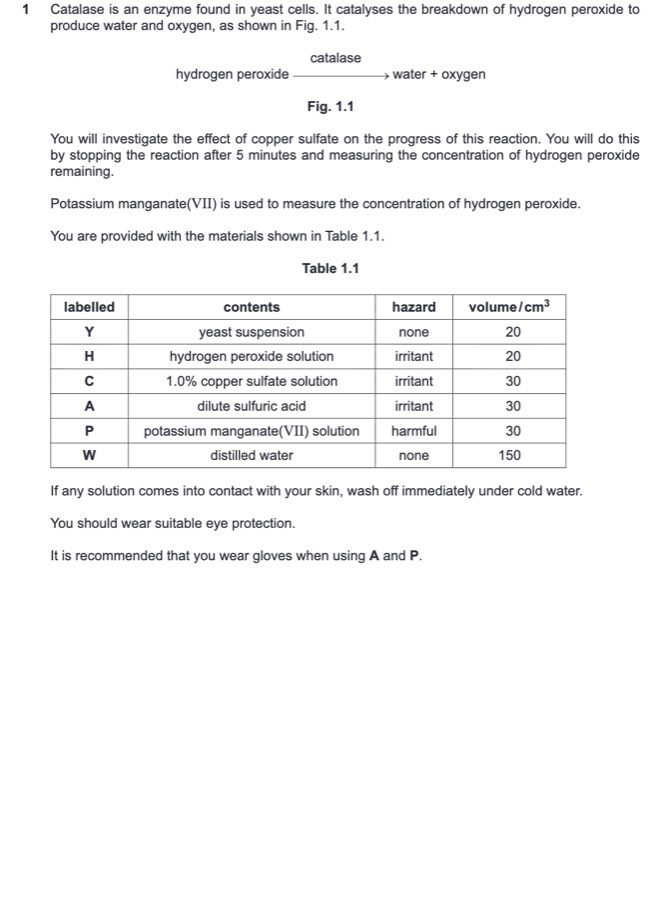 1 Catalase is an enzyme found in yeast cells. It catalyses the breakdown of hydrogen peroxide to
produce water and oxygen, as shown in Fig. 1.1.
catalase
hydrogen peroxide ⟶ water + oxygen
Fig. 1.1
You will investigate the effect of copper sulfate on the progress of this reaction. You will do this
by stopping the reaction after 5 minutes and measuring the concentration of hydrogen peroxide
remaining.
Potassium manganate(VII) is used to measure the concentration of hydrogen peroxide.
You are provided with the materials shown in Table 1.1.
Table 1.1
labelled contents hazard volume/cm³
Y yeast suspension none 20
H hydrogen peroxide solution irritant 20
C 1.0% copper sulfate solution irritant 30
A dilute sulfuric acid irritant 30
P potassium manganate(VII) solution harmful 30
W distilled water none 150
If any solution comes into contact with your skin, wash off immediately under cold water.
You should wear suitable eye protection.
It is recommended that you wear gloves when using A and P.